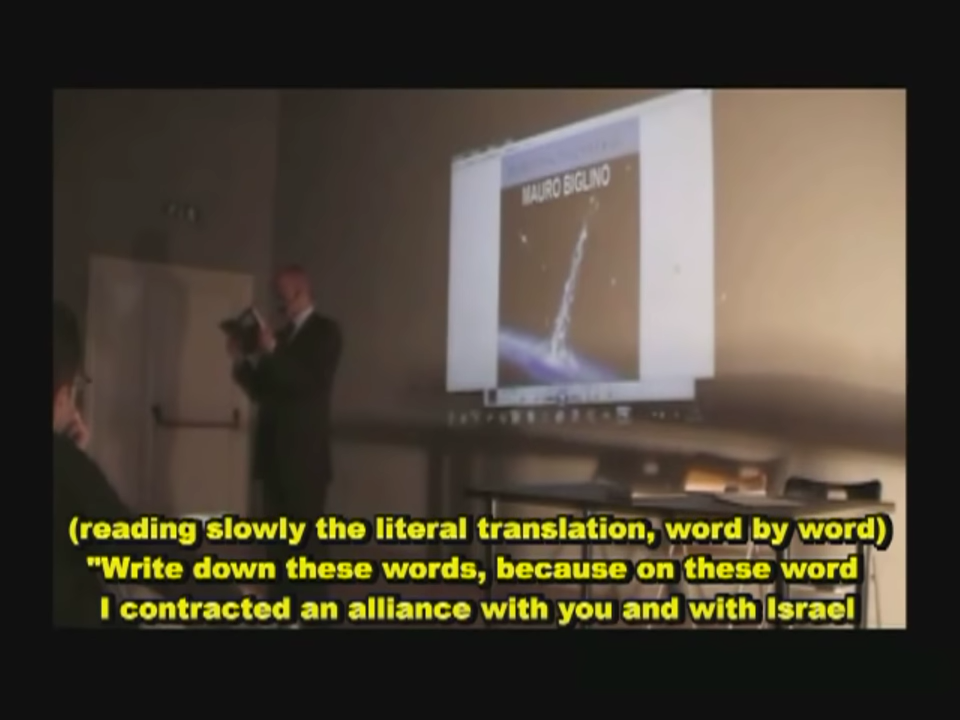 MAURO BIGLINO
(reading slowly the literal translation, word by word)
"Write down these words, because on these word
I contracted an alliance with you and with Israel